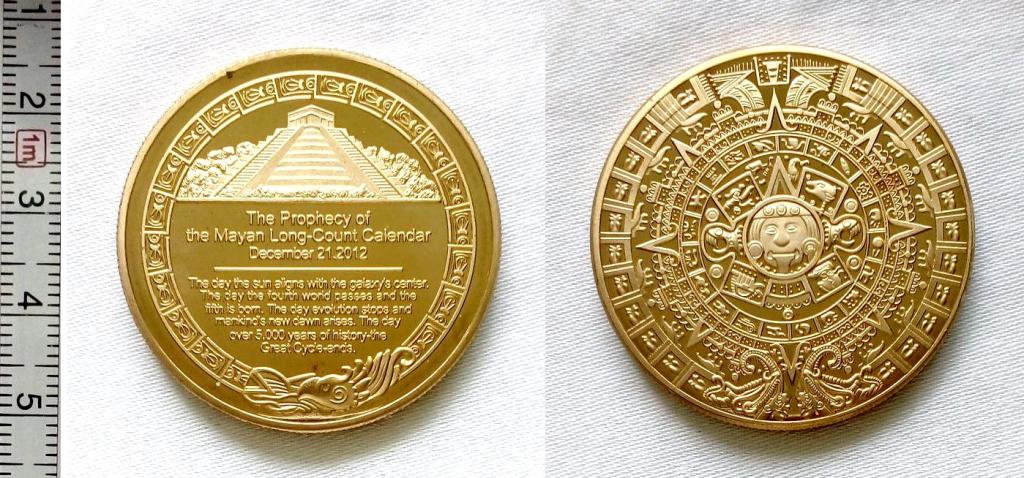 1
2
1m
3
4
5
The Prophecy of
the Mayan Long-Count Calendar
December 21.2012
The day the sun aligns with the galaxy's center.
The day the fourth world passes and the
fifth is born. The day evolution stops and
mankind's new dawn arises. The day
over 5,000 years of history-the
Great Cycle-ends.